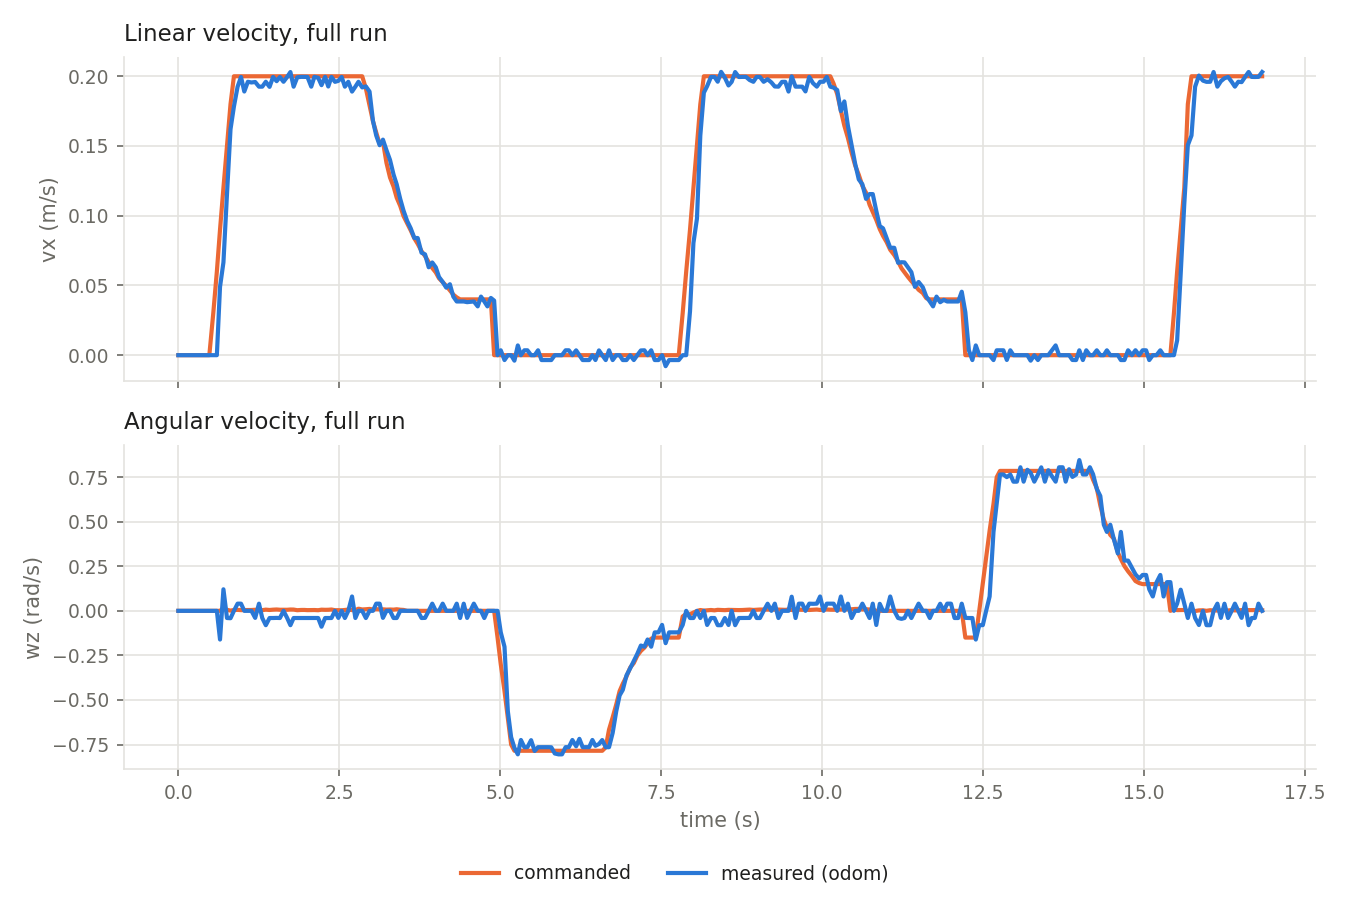 Linear velocity, full run
0.20
0.15
0.10
0.05
0.00
vx (m/s)
Angular velocity, full run
0.75
0.50
0.25
0.00
−0.25
−0.50
−0.75
wz (rad/s)
0.0 2.5 5.0 7.5 10.0 12.5 15.0 17.5
time (s)
commanded measured (odom)